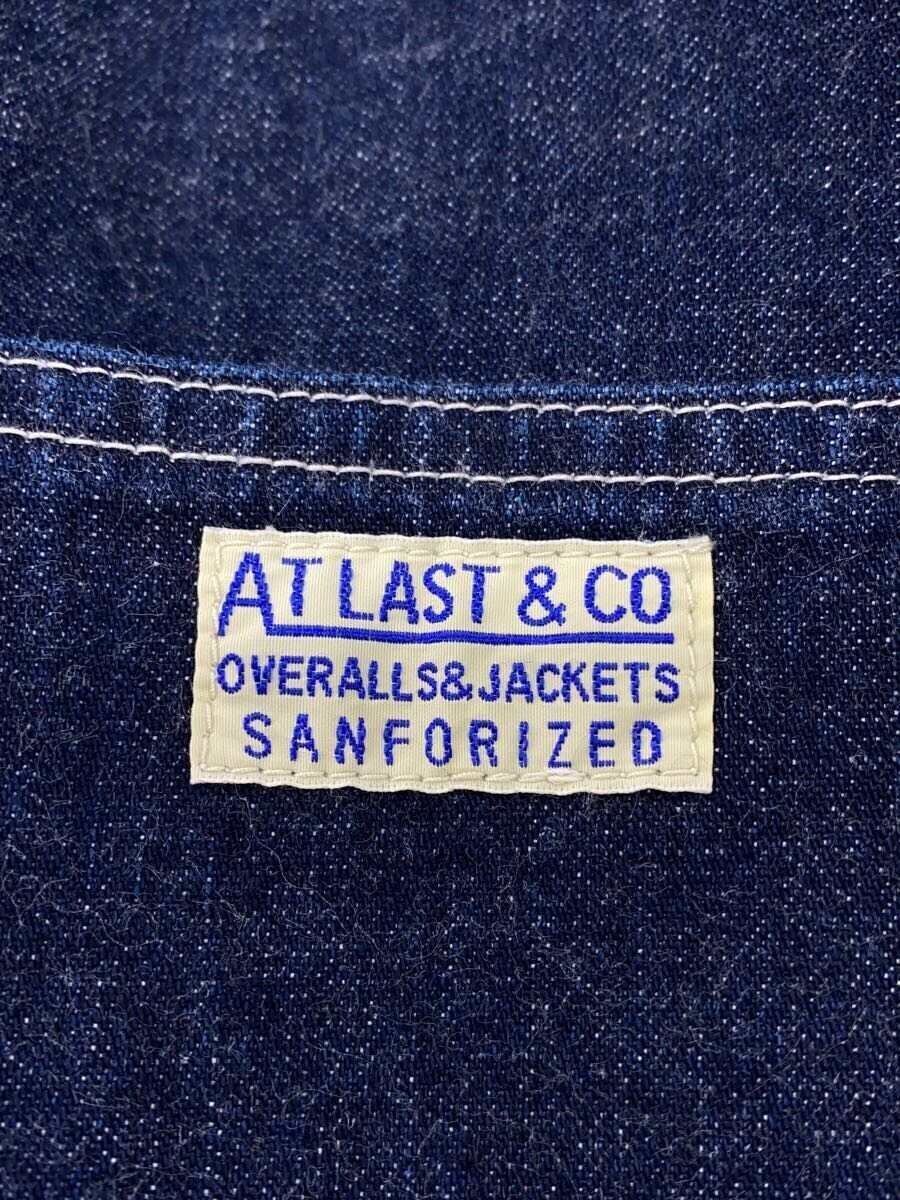 AT LAST & CO
OVERALLS&JACKETS
SANFORIZED